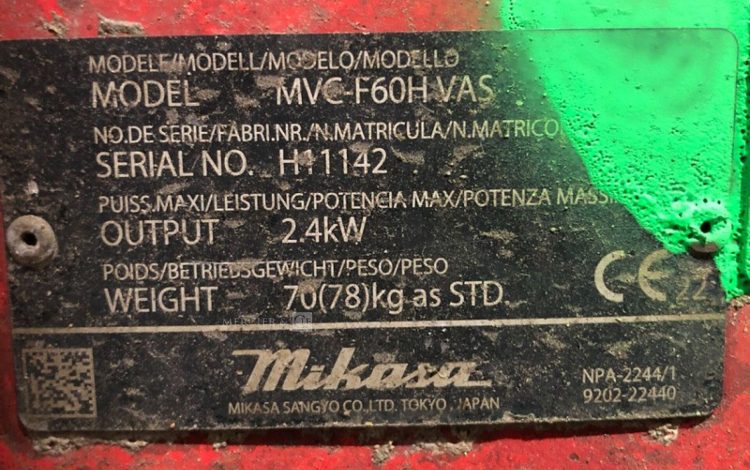 MODELE/MODELL/MODELO/MODELLO
MODEL MVC-F60H VAS
NO.DE SERIE/FABRI.NR./N.MATRICULA/N.MATRICO
SERIAL NO. H11142
PUISS.MAXI/LEISTUNG/POTENCIA MAX/POTENZA MASSI
OUTPUT 2.4kW
POIDS/BETRIEBSGEWICHT/PESO/PESO
WEIGHT 70(78)kg as STD.
CE 22
Mikasa
MIKASA SANGYO CO.,LTD. TOKYO JAPAN
NPA-2244/1
9202-22440